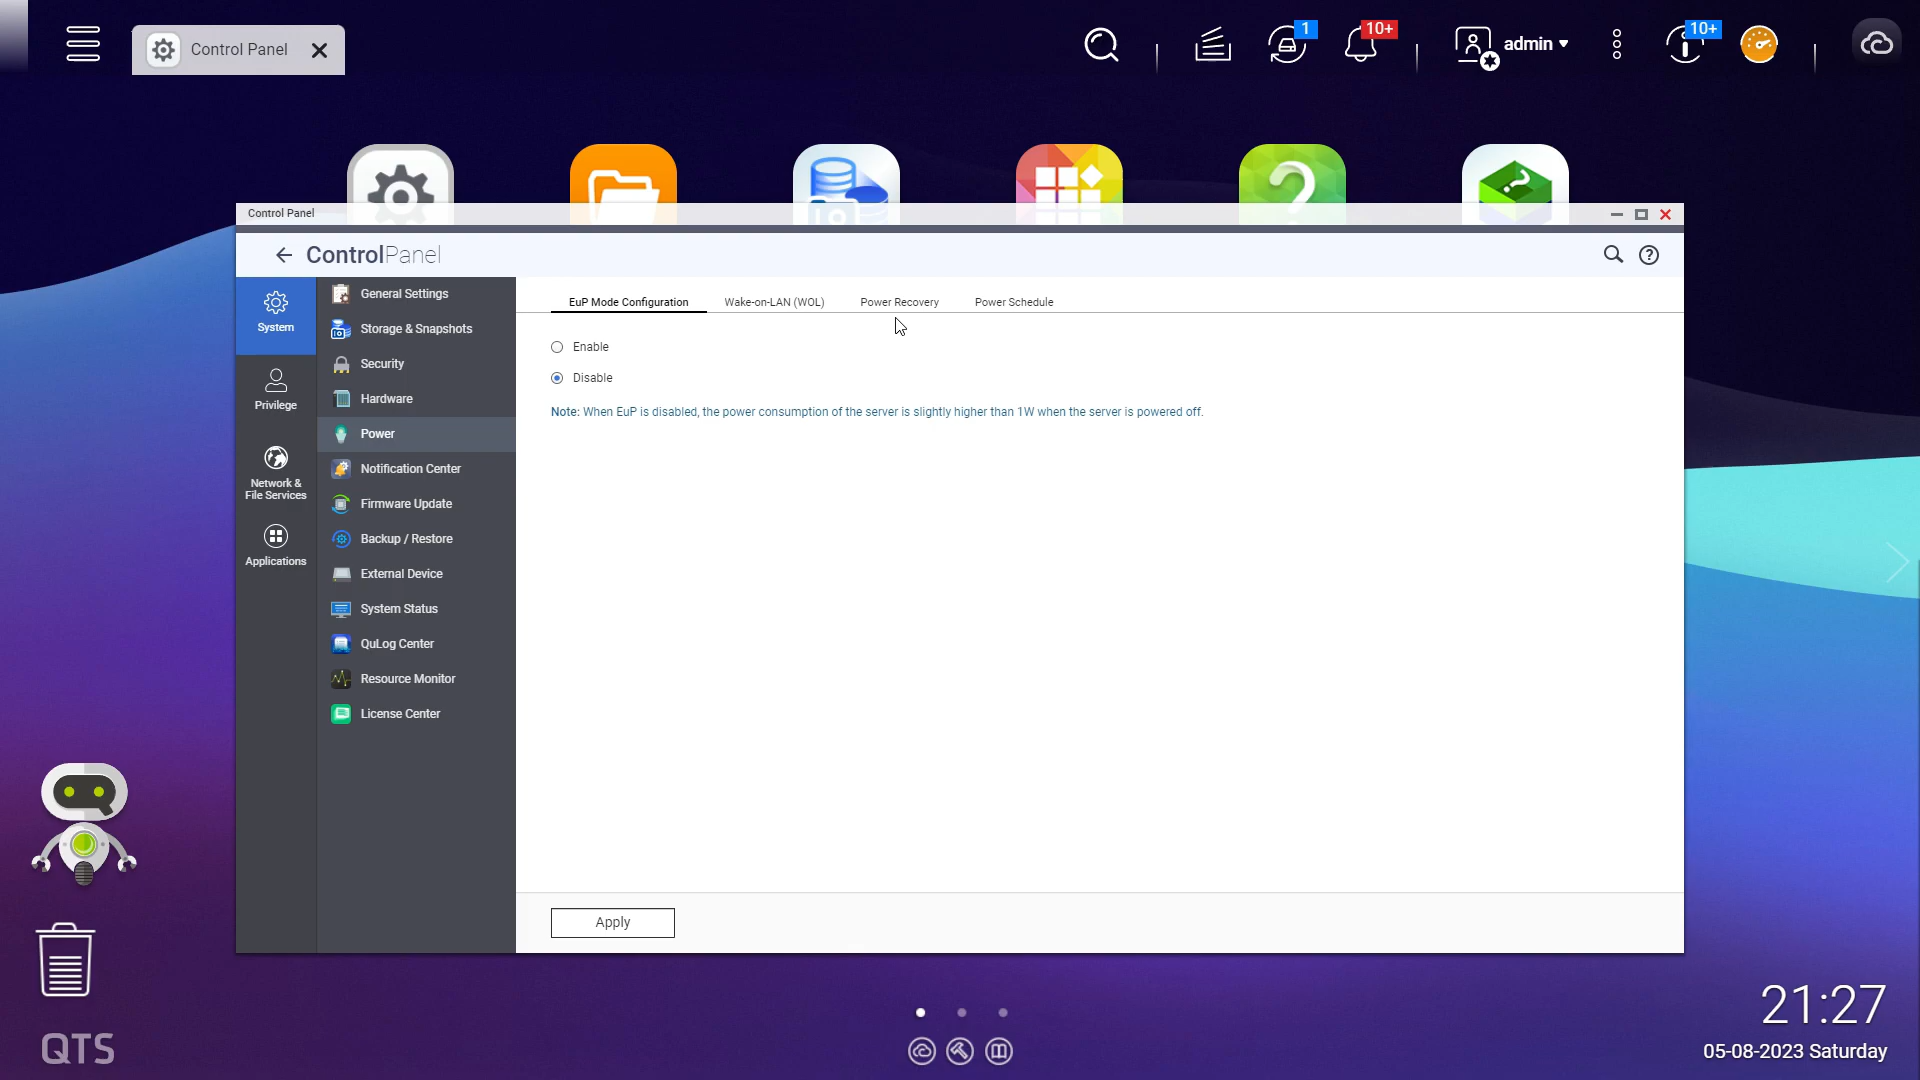 Control Panel
1
10+
admin
10+
Control Panel
ControlPanel
System
Privilege
Network &
File Services
Applications
General Settings
Storage & Snapshots
Security
Hardware
Power
Notification Center
Firmware Update
Backup / Restore
External Device
System Status
QuLog Center
Resource Monitor
License Center
EuP Mode Configuration
Wake-on-LAN (WOL)
Power Recovery
Power Schedule
Enable
Disable
Note: When EuP is disabled, the power consumption of the server is slightly higher than 1W when the server is powered off.
Apply
QTS
21:27
05-08-2023 Saturday